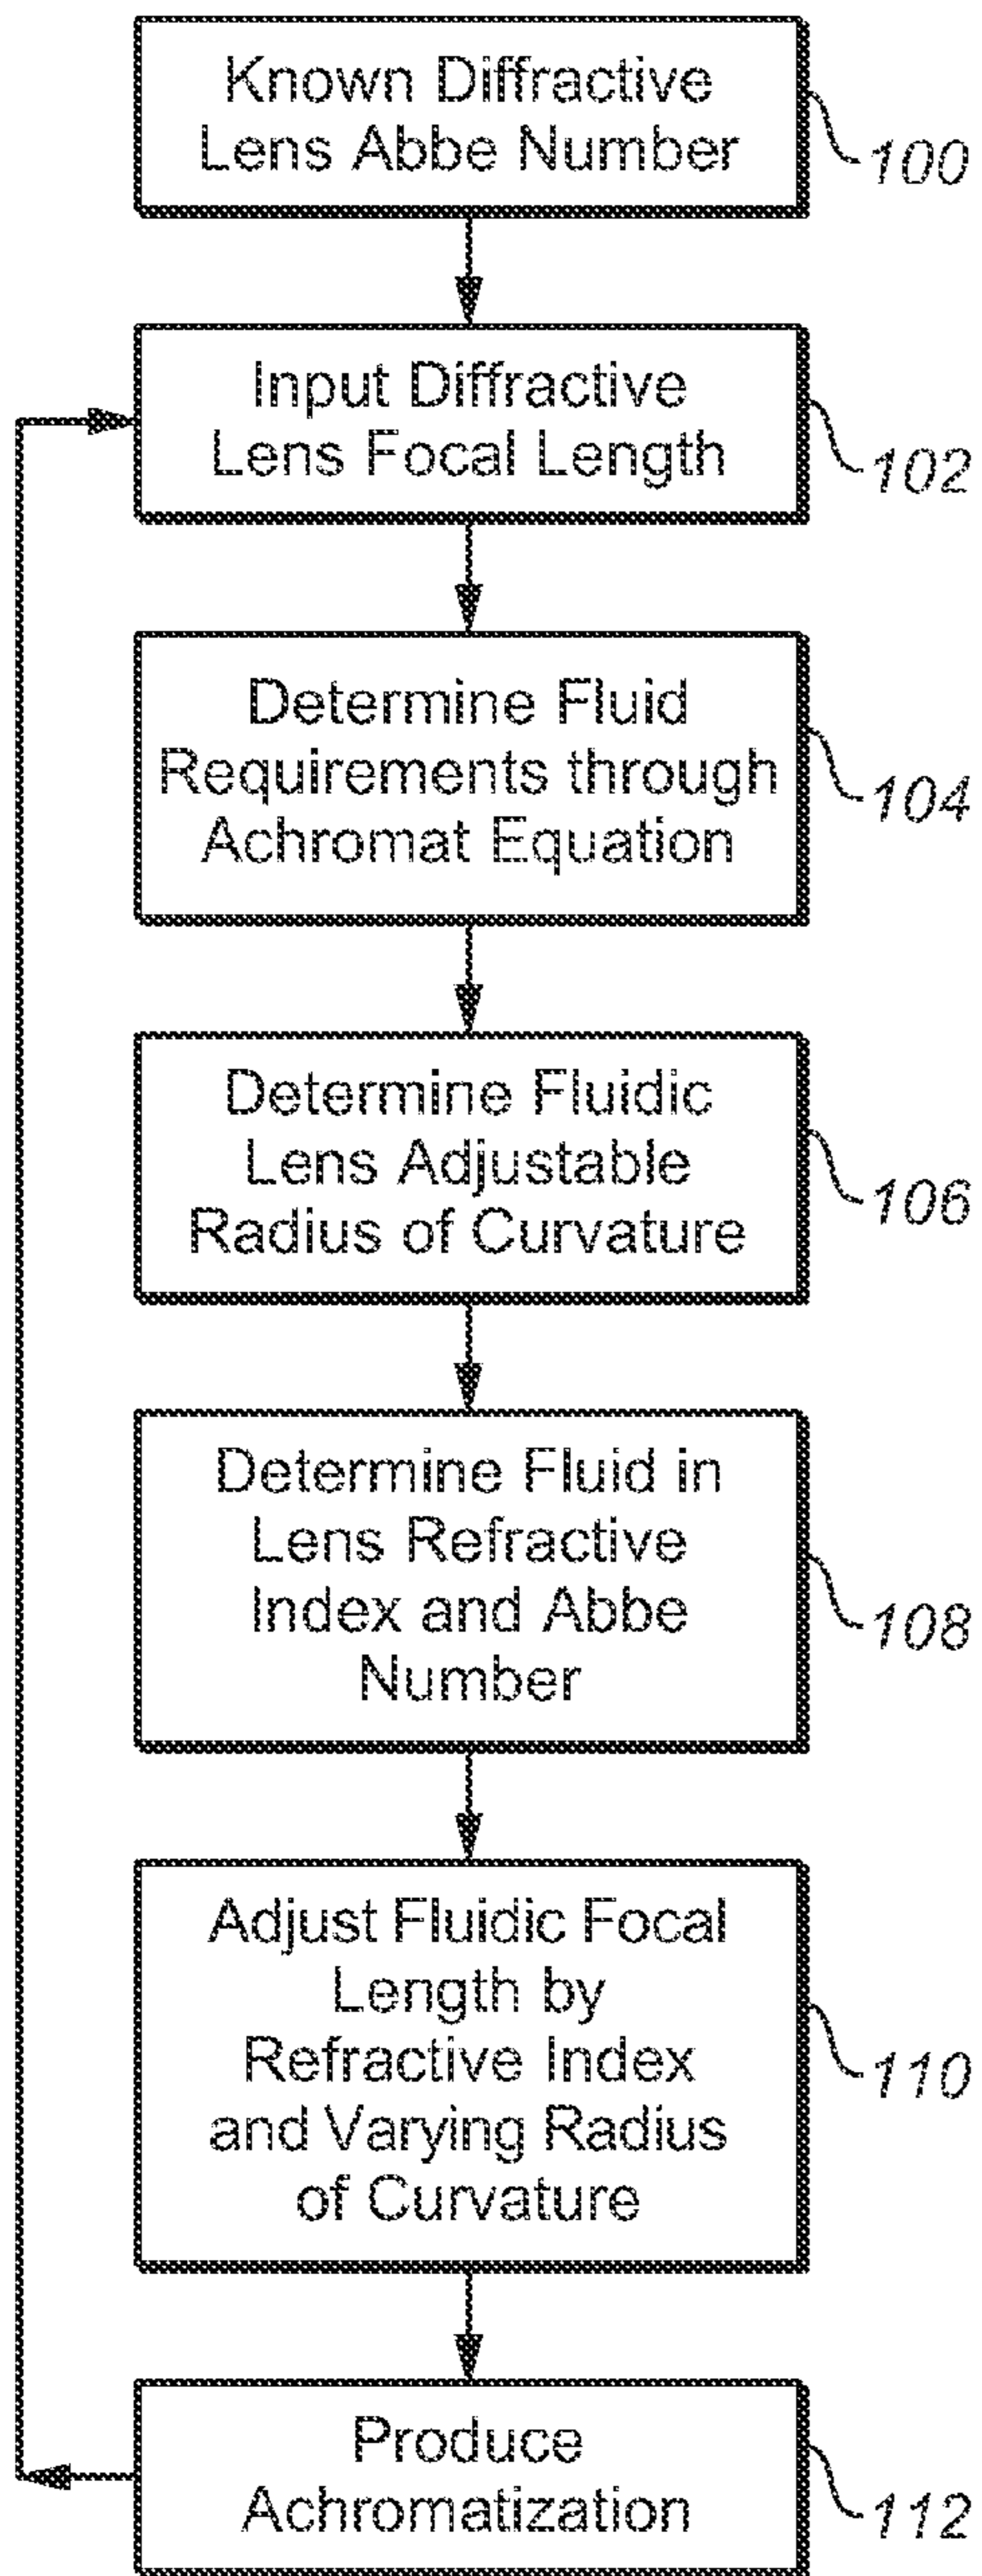 Known Diffractive
Lens Abbe Number
100
Input Diffractive
Lens Focal Length
102
Determine Fluid
Requirements through
Achromat Equation
104
Determine Fluidic
Lens Adjustable
Radius of Curvature
106
Determine Fluid in
Lens Refractive
Index and Abbe
Number
108
Adjust Fluidic Focal
Length by
Refractive Index
and Varying Radius
of Curvature
110
Produce
Achromatization
112